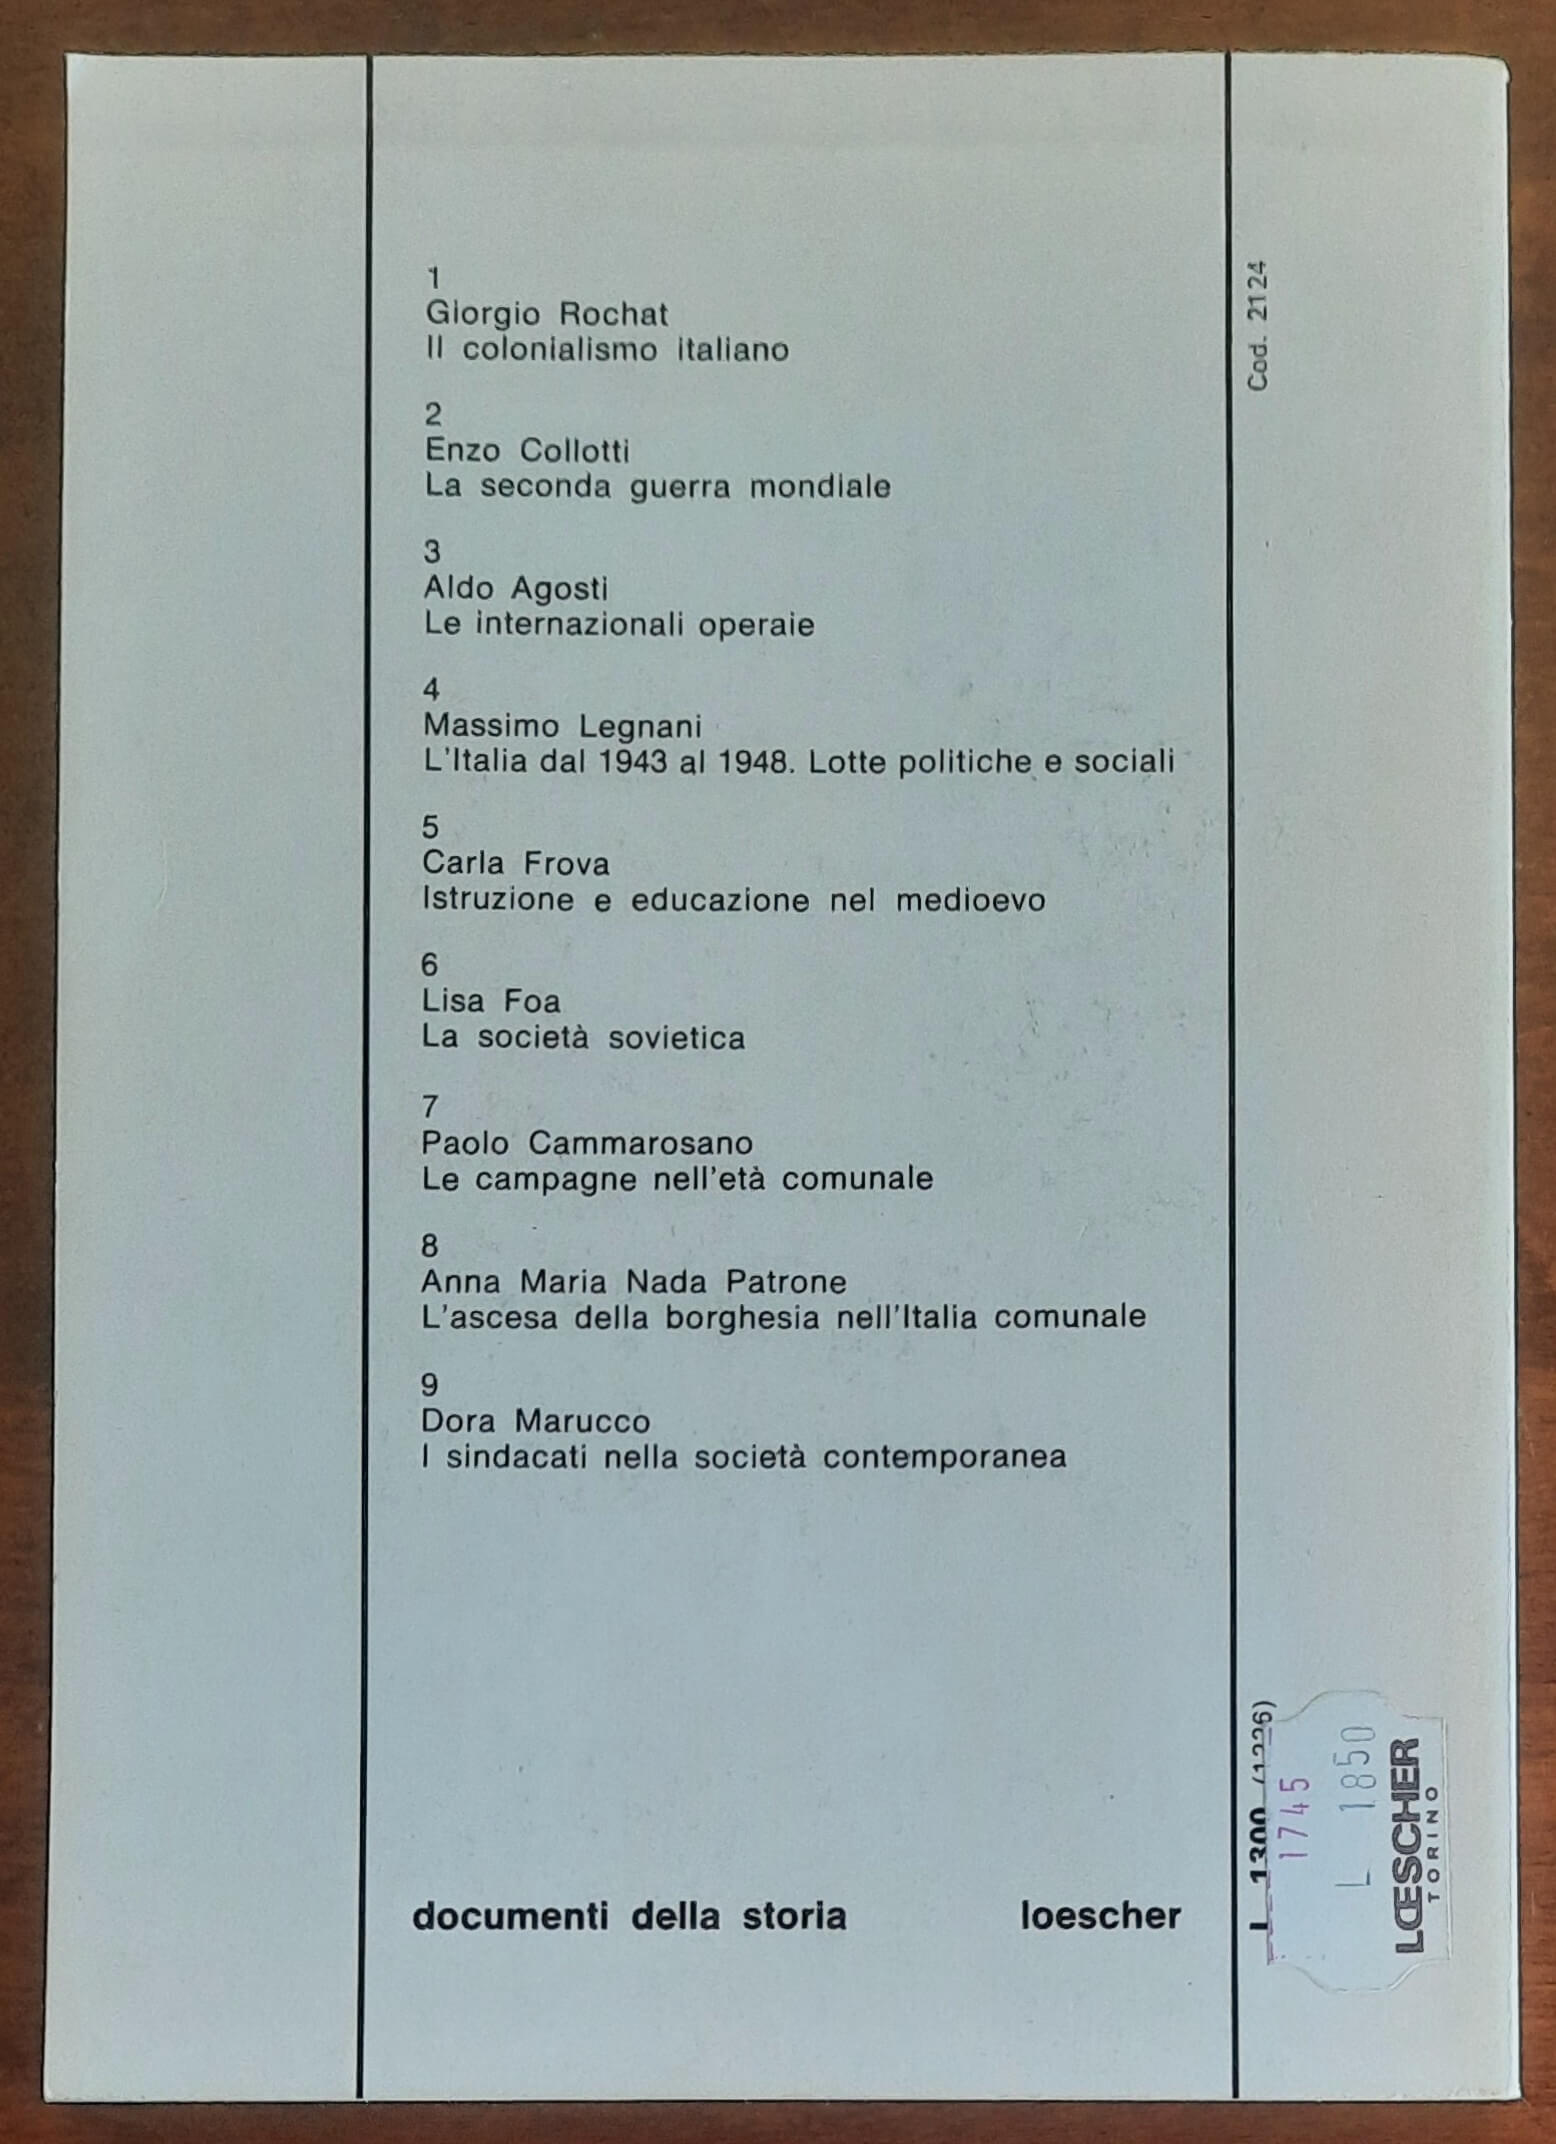 1
Giorgio Rochat
Il colonialismo italiano
2
Enzo Collotti
La seconda guerra mondiale
3
Aldo Agosti
Le internazionali operaie
4
Massimo Legnani
L'Italia dal 1943 al 1948. Lotte politiche e sociali
5
Carla Frova
Istruzione e educazione nel medioevo
6
Lisa Foa
La società sovietica
7
Paolo Cammarosano
Le campagne nell'età comunale
8
Anna Maria Nada Patrone
L'ascesa della borghesia nell'Italia comunale
9
Dora Marucco
I sindacati nella società contemporanea
documenti della storia
loescher
Cod. 2124
L 1300 (1226)
1745
L 1850
LŒSCHER
TORINO